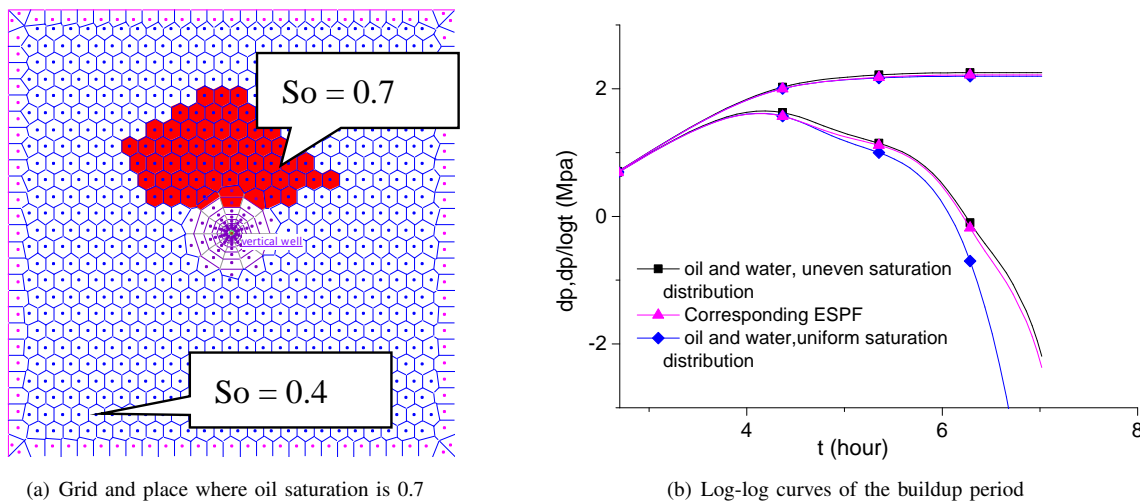 So = 0.7
vertical well
So = 0.4
(a) Grid and place where oil saturation is 0.7
dp,dp/logt (Mpa)
2
0
-2
oil and water, uneven saturation
distribution
Corresponding ESPF
oil and water,uniform saturation
distribution
4
6
8
t (hour)
(b) Log-log curves of the buildup period